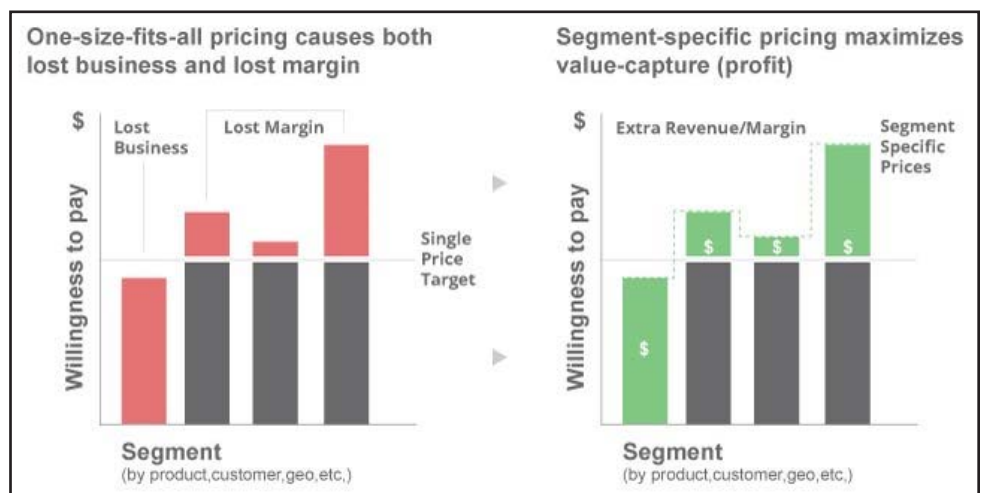 One-size-fits-all pricing causes both
lost business and lost margin
$
Lost
Business
Lost Margin
Willingness to pay
Single
Price
Target
Segment
(by product,customer,geo,etc,)
Segment-specific pricing maximizes
value-capture (profit)
$
Extra Revenue/Margin
Segment
Specific
Prices
Willingness to pay
$
$
$
$
Segment
(by product,customer,geo,etc,)